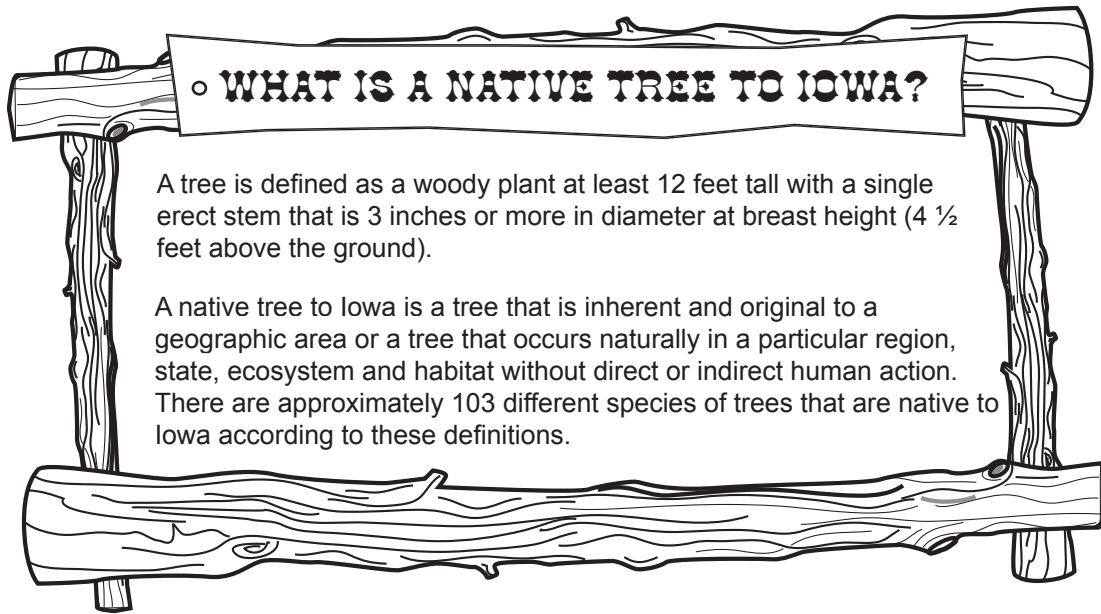 WHAT IS A NATIVE TREE TO IOWA?
A tree is defined as a woody plant at least 12 feet tall with a single
erect stem that is 3 inches or more in diameter at breast height (4 ½
feet above the ground).
A native tree to Iowa is a tree that is inherent and original to a
geographic area or a tree that occurs naturally in a particular region,
state, ecosystem and habitat without direct or indirect human action.
There are approximately 103 different species of trees that are native to
Iowa according to these definitions.